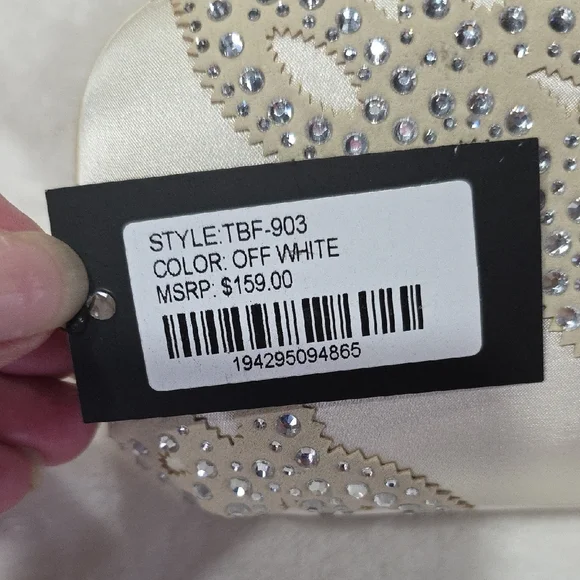 STYLE:TBF-903
COLOR: OFF WHITE
MSRP: $159.00
194295094865